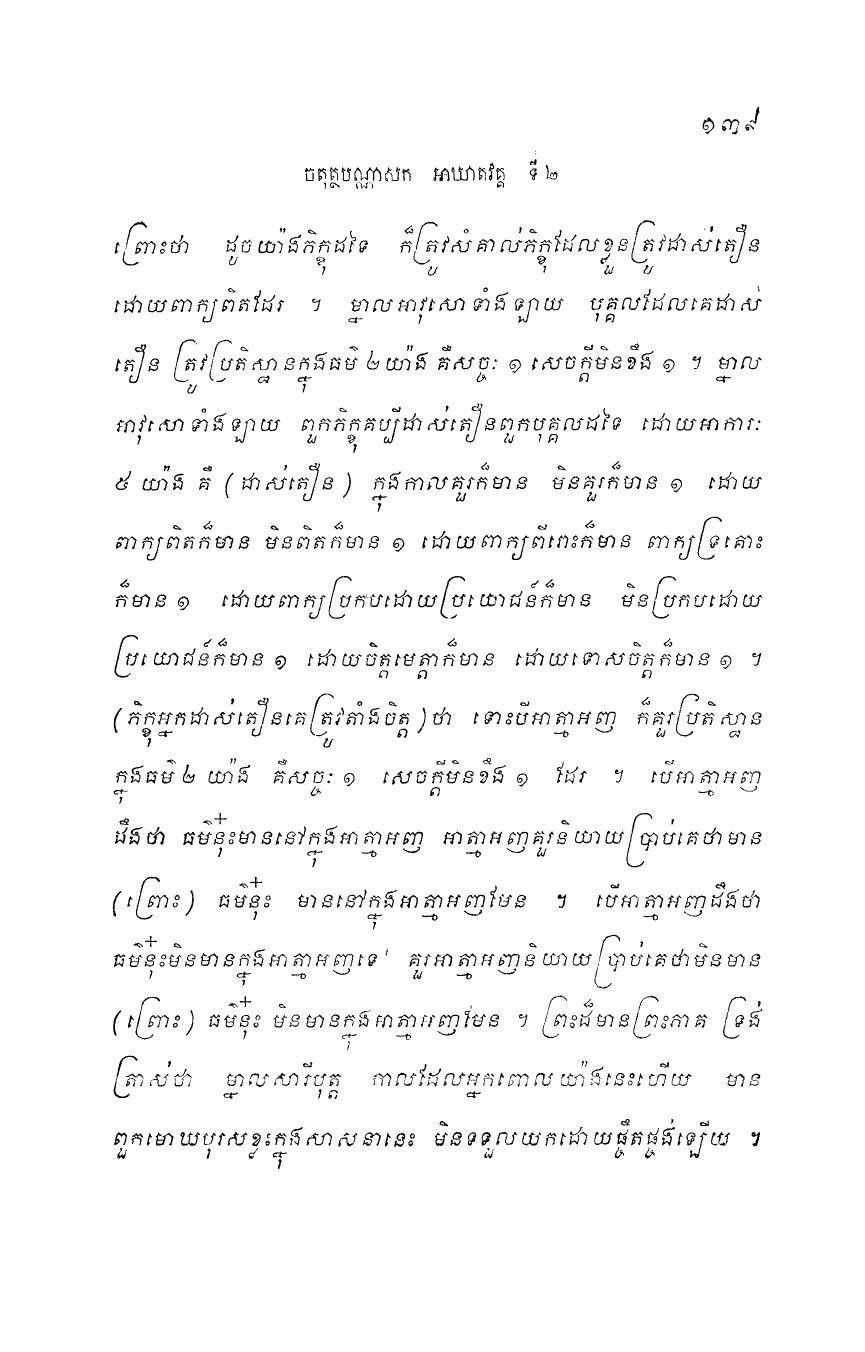 ១៣៩
ចតុត្ថបណ្ណាសក អាឃាតវគ្គ ទី ២
ព្រោះថា ដូចយ៉ាងភិក្ខុដទៃ ក៏ត្រូវសំគាល់ភិក្ខុដែលខ្លួនត្រូវដាស់តឿន
ដោយពាក្យពិតដែរ ។ ម្នាលអាវុសោទាំងឡាយ បុគ្គលដែលគេដាស់
តឿន ត្រូវប្រតិស្ឋានក្នុងធម៌ ២យ៉ាង គឺសច្ចៈ ១ សេចក្តីមិនខឹង ១ ។ ម្នាល
អាវុសោទាំងឡាយ ពួកភិក្ខុគប្បីដាស់តឿនពួកបុគ្គលដទៃ ដោយអាការៈ
៥ យ៉ាង គឺ (ដាស់តឿន) ក្នុងកាលគួរក៏មាន មិនគួរក៏មាន ១ ដោយ
ពាក្យពិតក៏មាន មិនពិតក៏មាន ១ ដោយពាក្យពីរោះក៏មាន ពាក្យទ្រគោះ
ក៏មាន ១ ដោយពាក្យប្រកបដោយប្រយោជន៍ក៏មាន មិនប្រកបដោយ
ប្រយោជន៍ក៏មាន ១ ដោយចិត្តមេត្តាក៏មាន ដោយទោសចិត្តក៏មាន ១ ។
(ភិក្ខុអ្នកដាស់តឿនគេត្រូវតាំងចិត្ត)ថា ទោះបីអាត្មាអញ ក៏គួរប្រតិស្ឋាន
ក្នុងធម៌ ២ យ៉ាង គឺសច្ចៈ ១ សេចក្តីមិនខឹង ១ ដែរ ។ បើអាត្មាអញ
ដឹងថា ធម៌នុ៎ះមាននៅក្នុងអាត្មាអញ អាត្មាអញគួរនិយាយប្រាប់គេថាមាន
(ព្រោះ) ធម៌នុ៎ះ មាននៅក្នុងអាត្មាអញមែន ។ បើអាត្មាអញដឹងថា
ធម៌នុ៎ះមិនមានក្នុងអាត្មាអញទេ គួរអាត្មាអញនិយាយប្រាប់គេថាមិនមាន
(ព្រោះ) ធម៌នុ៎ះ មិនមានក្នុងអាត្មាអញមែន ។ ព្រះដ៏មានព្រះភាគ ទ្រង់
ត្រាស់ថា ម្នាលសារីបុត្ត កាលដែលអ្នកពោលយ៉ាងនេះហើយ មាន
ពួកមោឃបុរសខ្លះក្នុងសាសនានេះ មិនទទួលយកដោយផ្ចឹតផ្ចង់ឡើយ ។